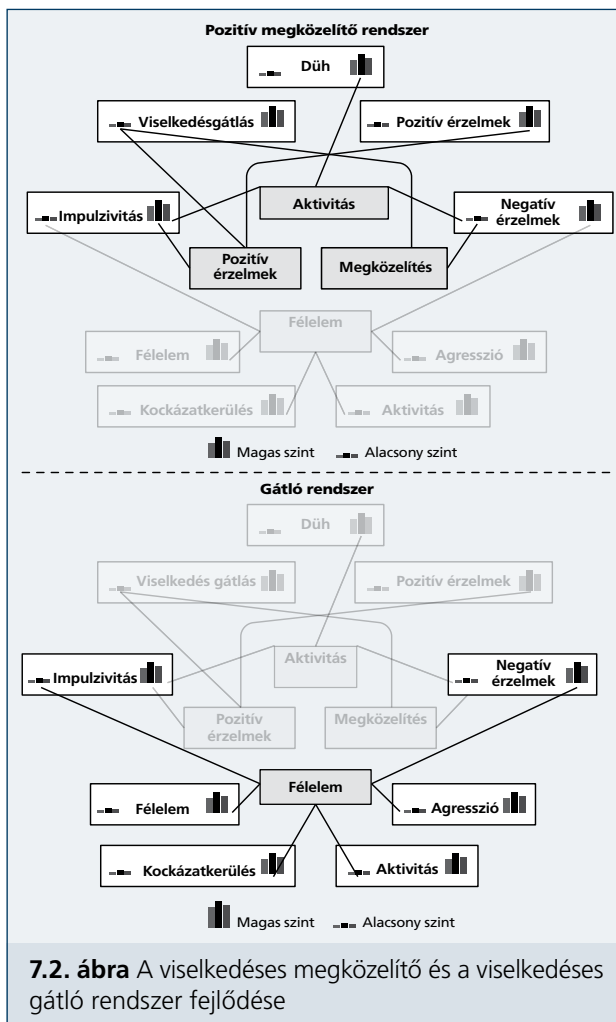 Pozitív megközelítő rendszer
Düh
Viselkedésgátlás
Pozitív érzelmek
Impulzivitás
Aktivitás
Negatív
érzelmek
Pozitív
érzelmek
Megközelítés
Félelem
Félelem
Agresszió
Kockázatkerülés
Aktivitás
Magas szint
Alacsony szint
Gátló rendszer
Düh
Viselkedés gátlás
Pozitív érzelmek
Impulzivitás
Aktivitás
Negatív
érzelmek
Pozitív
érzelmek
Megközelítés
Félelem
Félelem
Agresszió
Kockázatkerülés
Aktivitás
Magas szint
Alacsony szint
7.2. ábra A viselkedéses megközelítő és a viselkedéses
gátló rendszer fejlődése